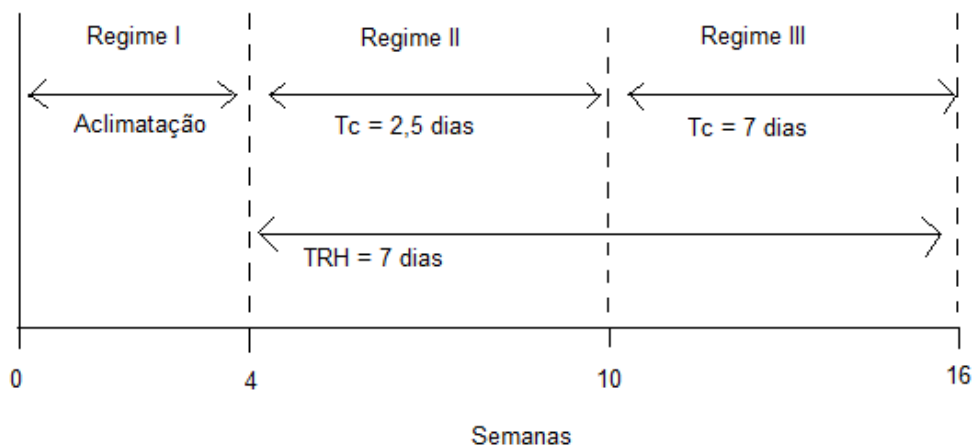 Regime I
Regime II
Regime III
Aclimatação
Tc = 2,5 dias
Tc = 7 dias
TRH = 7 dias
0
4
10
16
Semanas